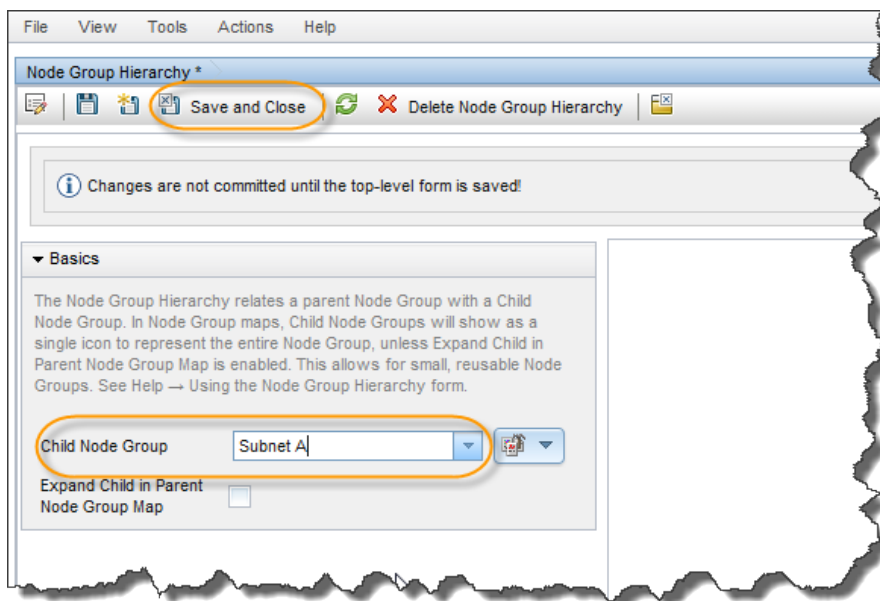 File View Tools Actions Help
Node Group Hierarchy *
Save and Close Delete Node Group Hierarchy
Changes are not committed until the top-level form is saved!
Basics
The Node Group Hierarchy relates a parent Node Group with a Child
Node Group. In Node Group maps, Child Node Groups will show as a
single icon to represent the entire Node Group, unless Expand Child in
Parent Node Group Map is enabled. This allows for small, reusable Node
Groups. See Help → Using the Node Group Hierarchy form.
Child Node Group Subnet A
Expand Child in Parent
Node Group Map